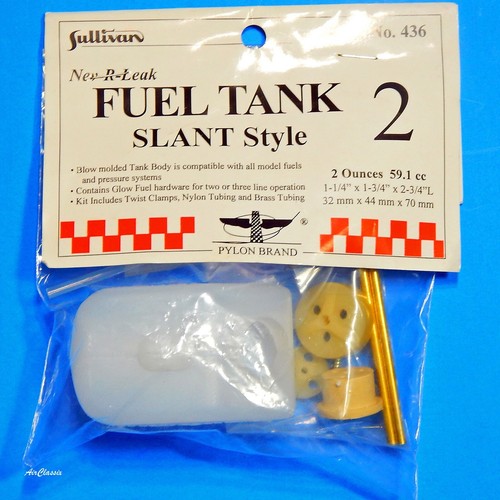 Sullivan
No. 436
New R-Leak
FUEL TANK
SLANT Style
2
• Blow molded Tank Body is compatible with all model fuels
and pressure systems
• Contains Glow Fuel hardware for two or three line operation
• Kit Includes Twist Clamps, Nylon Tubing and Brass Tubing
2 Ounces 59.1 cc
1-1/4" x 1-3/4" x 2-3/4"L
32 mm x 44 mm x 70 mm
®
PYLON BRAND
AirClassix